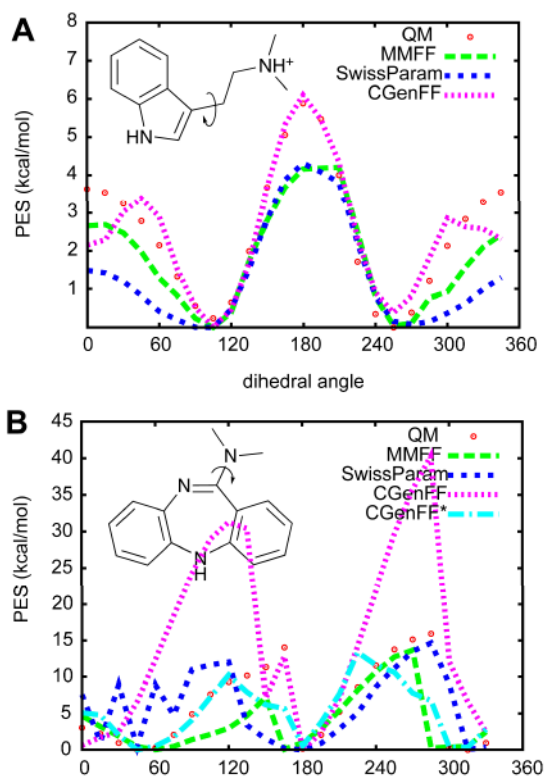 A
8
7
6
5
4
3
2
1
PES (kcal/mol)
NH+
HN
QM
MMFF
SwissParam
CGenFF
0 60 120 180 240 300 360
dihedral angle
B
45
40
35
30
25
20
15
10
5
0
PES (kcal/mol)
N
N
N
H
QM
MMFF
SwissParam
CGenFF
CGenFF*
0 60 120 180 240 300 360